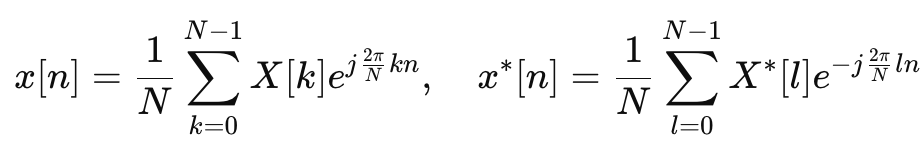 x[n] = \frac{1}{N} \sum_{k=0}^{N-1} X[k] e^{j \frac{2\pi}{N} kn}, \quad x^*[n] = \frac{1}{N} \sum_{l=0}^{N-1} X^*[l] e^{-j \frac{2\pi}{N} ln}